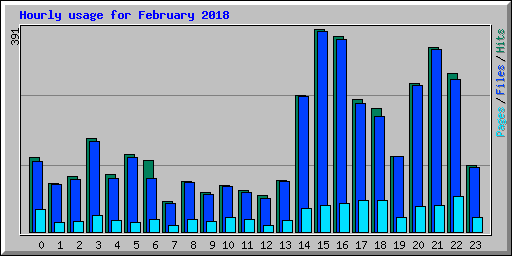 Hourly usage for February 2018
391
Pages/Files/Hits
0 1 2 3 4 5 6 7 8 9 10 11 12 13 14 15 16 17 18 19 20 21 22 23